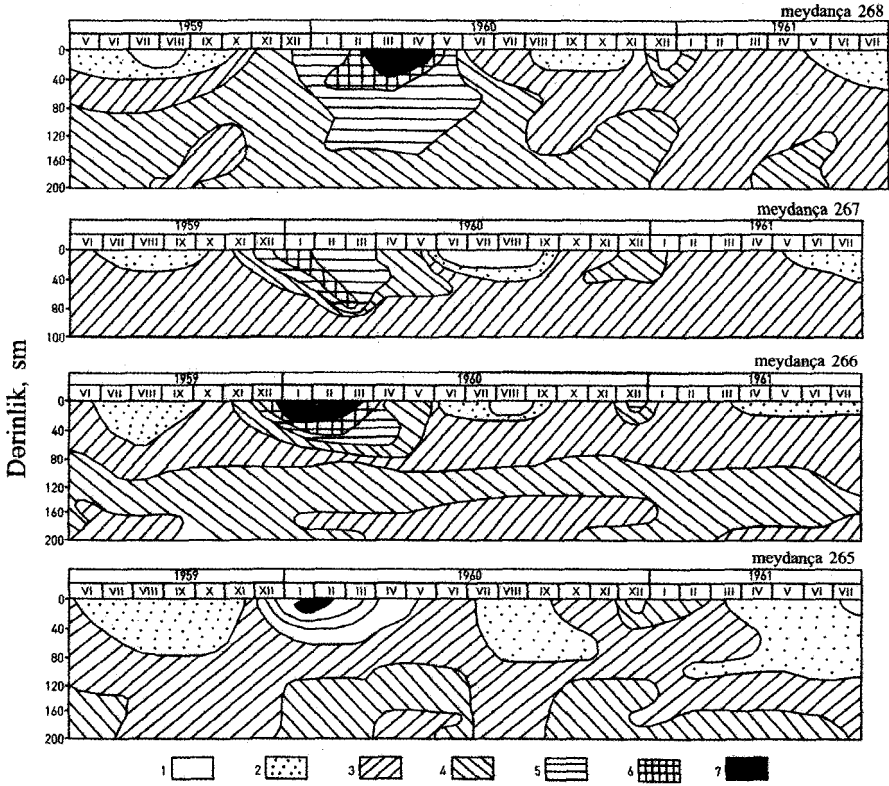 meydança 268
1959 1960 1961
V VI VII VIII IX X XI XII I II III IV V VI VII VIII IX X XI XII I II III IV V VI VII
0
40
80
120
160
200
meydança 267
1959 1960 1961
VI VII VIII IX X XI XII I II III IV V VI VII VIII IX X XI XII I II III IV V VI VII
0
40
80
100
meydança 266
1959 1960 1961
VI VII VIII IX X XI XII I II III IV V VI VII VIII IX X XI XII I II III IV V VI VII
0
40
80
120
160
200
meydança 265
1959 1960 1961
VI VII VIII IX X XI XII I II III IV V VI VII VIII IX X XI XII I II III IV V VI VII
0
40
80
120
160
200
Dərinlik, sm
1 2 3 4 5 6 7